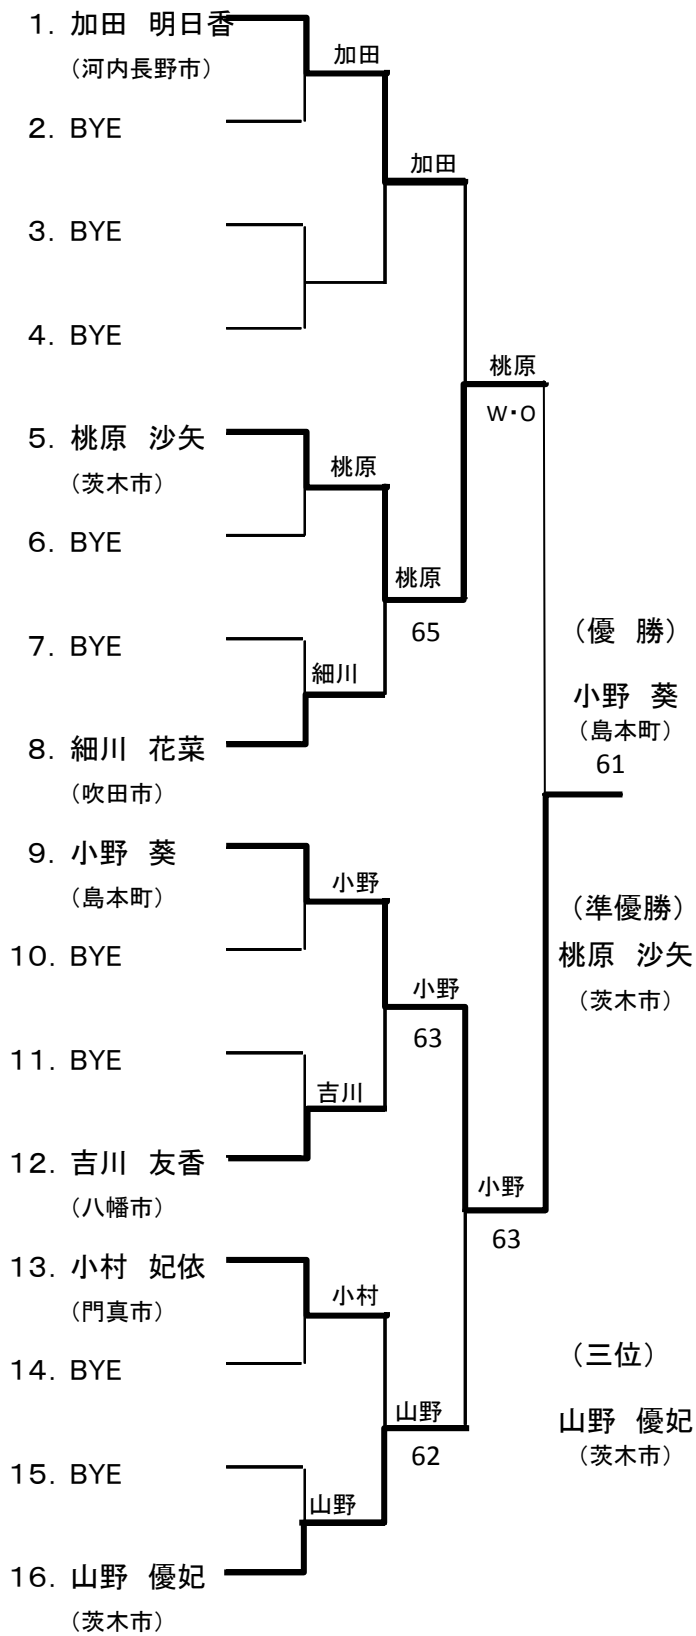 1. 加田　明日香
加田
（河内長野市）
2. BYE
加田
3. BYE
4. BYE
桃原
W・O
5. 桃原　沙矢
桃原
（茨木市）
6. BYE
桃原
65
7. BYE
細川
8. 細川　花菜
（吹田市）
（優　勝）
小野　葵
（島本町）
61
9. 小野　葵
小野
（島本町）
10. BYE
（準優勝）
桃原　沙矢
（茨木市）
小野
63
11. BYE
吉川
12. 吉川　友香
（八幡市）
小野
63
13. 小村　妃依
小村
（門真市）
14. BYE
（三位）
山野　優妃
（茨木市）
山野
62
15. BYE
山野
16. 山野　優妃
（茨木市）